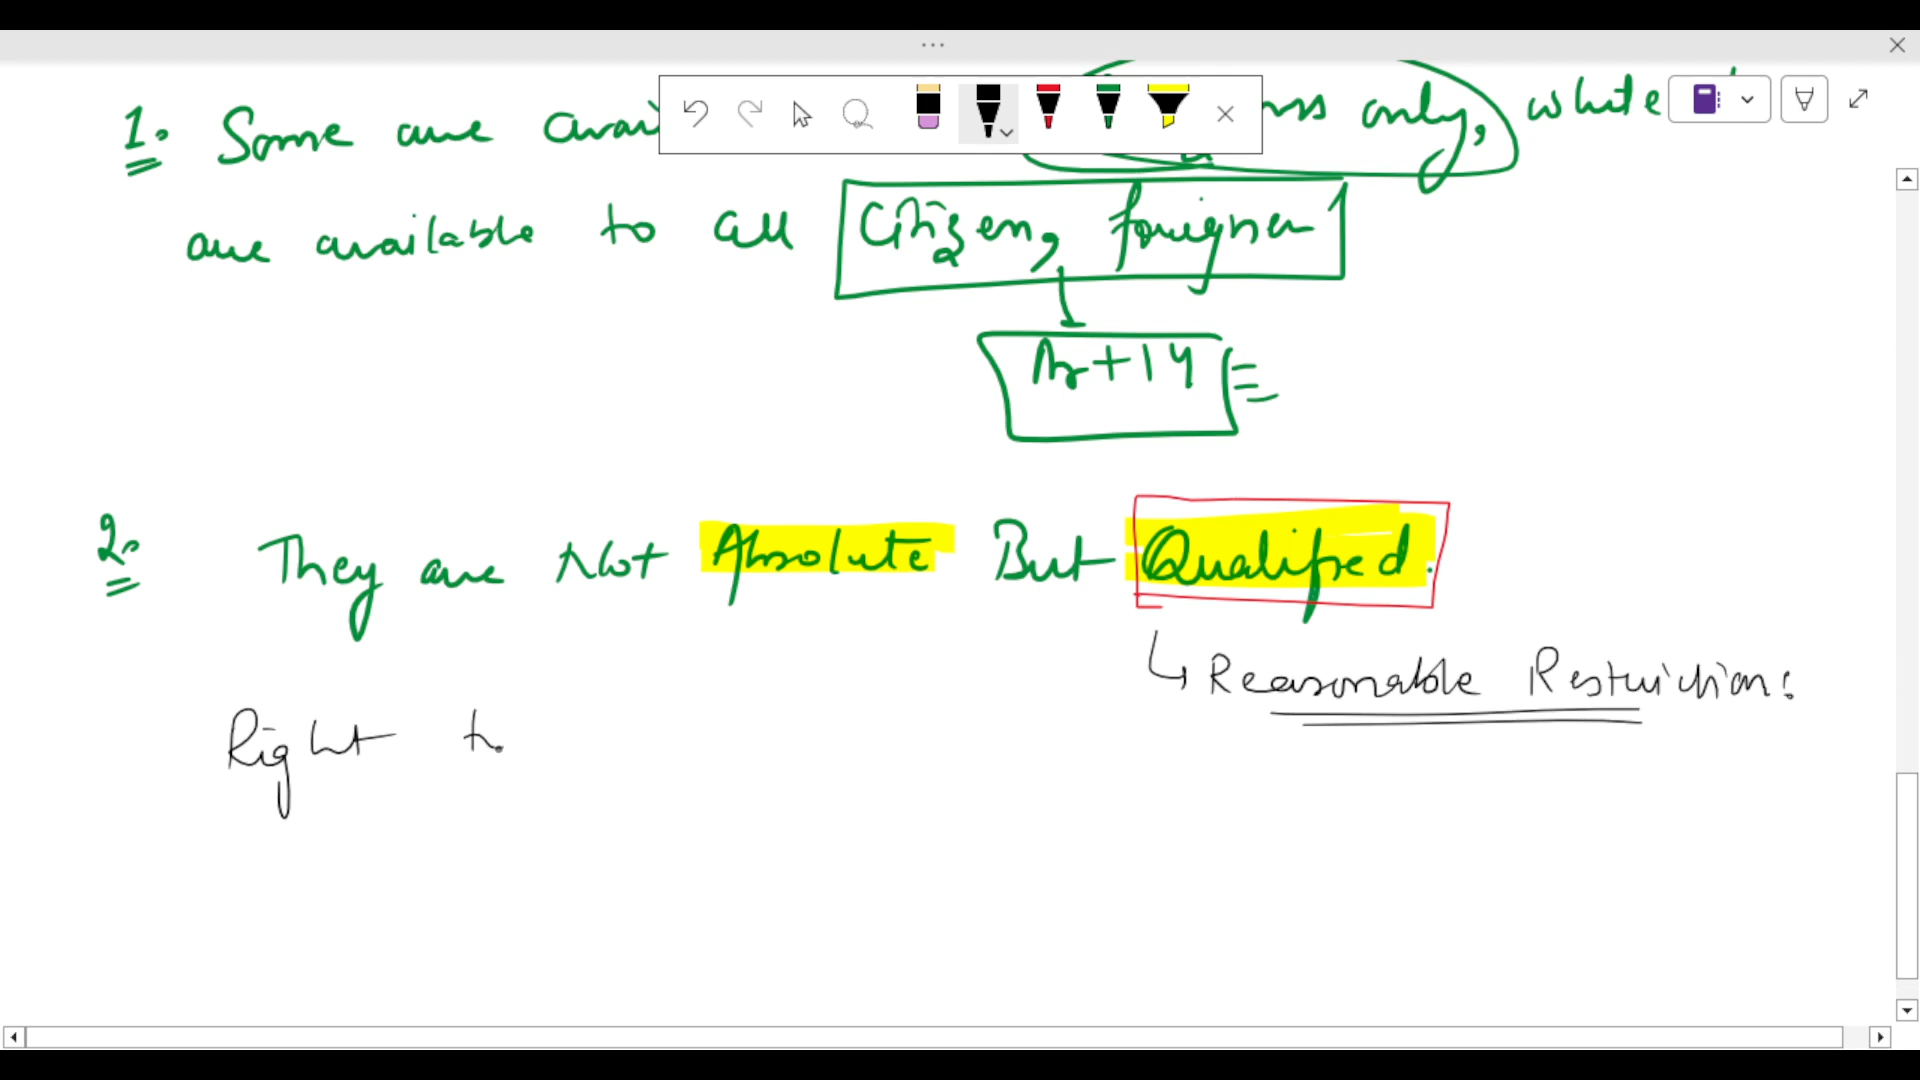 1. Some are avai ns only, while
are available to all Citizen, foreigner
Art 14
2. They are Not Absolute But Qualified.
↳ Reasonable Restrictions
Right to